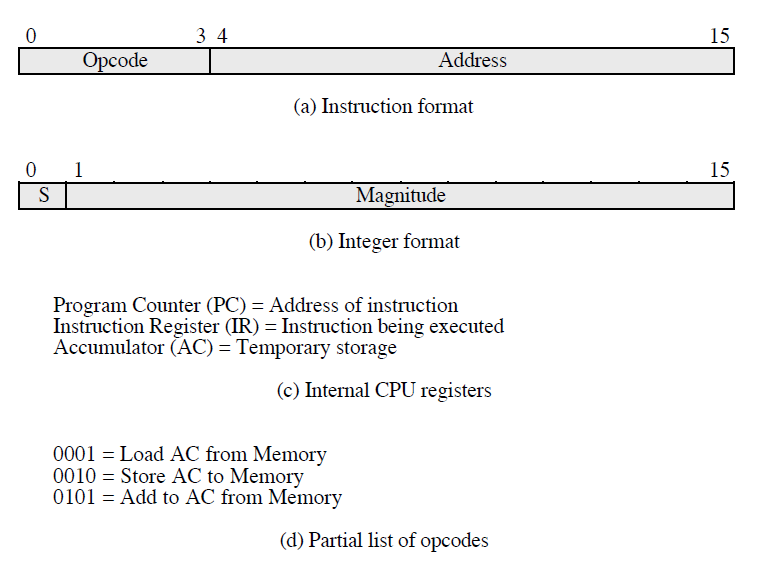 0 3 4 15
Opcode Address
(a) Instruction format
0 1 15
S Magnitude
(b) Integer format
Program Counter (PC) = Address of instruction
Instruction Register (IR) = Instruction being executed
Accumulator (AC) = Temporary storage
(c) Internal CPU registers
0001 = Load AC from Memory
0010 = Store AC to Memory
0101 = Add to AC from Memory
(d) Partial list of opcodes